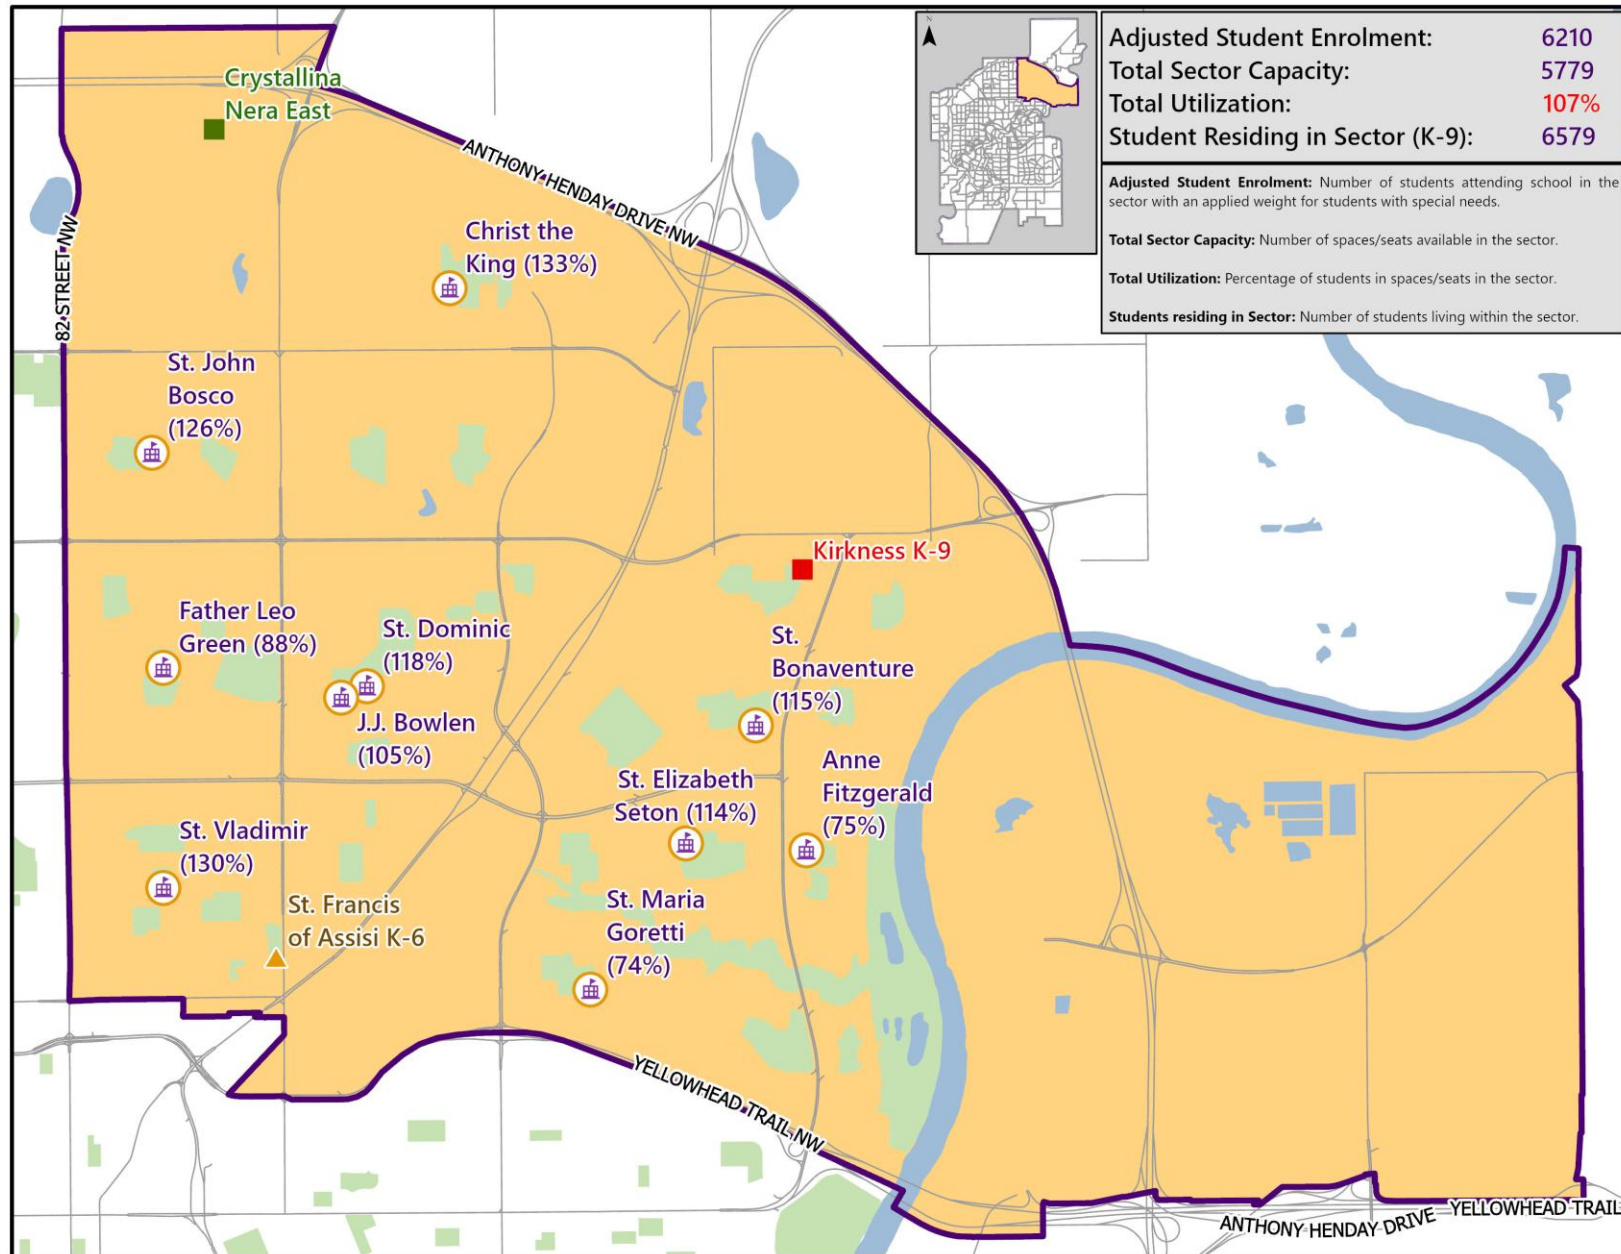 Adjusted Student Enrolment: 6210
Total Sector Capacity: 5779
Total Utilization: 107%
Student Residing in Sector (K-9): 6579
Adjusted Student Enrolment: Number of students attending school in the
sector with an applied weight for students with special needs.
Total Sector Capacity: Number of spaces/seats available in the sector.
Total Utilization: Percentage of students in spaces/seats in the sector.
Students residing in Sector: Number of students living within the sector.
N
Crystallina
Nera East
ANTHONY HENDAY DRIVE NW
82 STREET NW
Christ the
King (133%)
St. John
Bosco
(126%)
Kirkness K-9
Father Leo
Green (88%)
St. Dominic
(118%)
J.J. Bowlen
(105%)
St.
Bonaventure
(115%)
Anne
Fitzgerald
(75%)
St. Elizabeth
Seton (114%)
St. Vladimir
(130%)
St. Francis
of Assisi K-6
St. Maria
Goretti
(74%)
YELLOWHEAD TRAIL NW
ANTHONY HENDAY DRIVE
YELLOWHEAD TRAIL